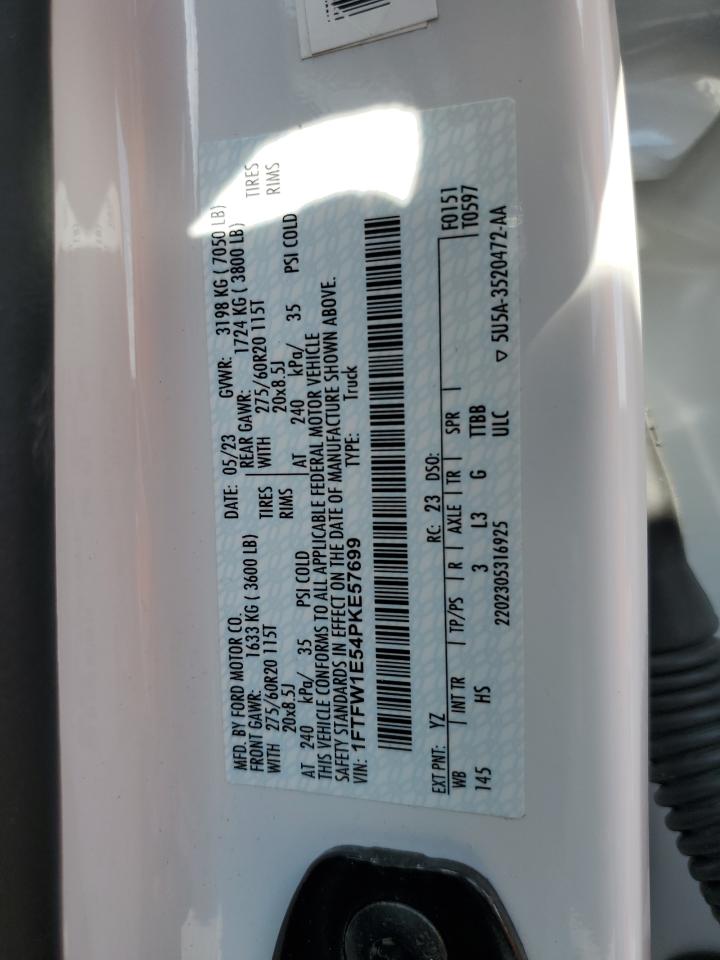 MFD. BY FORD MOTOR CO.
DATE: 05/23 GVWR: 3198 KG ( 7050 LB)
FRONT GAWR: 1633 KG ( 3600 LB) REAR GAWR: 1724 KG ( 3800 LB)
WITH 275/60R20 115T TIRES WITH 275/60R20 115T TIRES
20x8.5J RIMS 20x8.5J RIMS
AT 240 kPa/ 35 PSI COLD AT 240 kPa/ 35 PSI COLD
THIS VEHICLE CONFORMS TO ALL APPLICABLE FEDERAL MOTOR VEHICLE
SAFETY STANDARDS IN EFFECT ON THE DATE OF MANUFACTURE SHOWN ABOVE.
VIN: 1FTFW1E54PKE57699 TYPE: Truck
F0151
EXT PNT: YZ RC: 23 DSO: T0597
WB INT TR TP/PS R AXLE TR SPR
145 HS 3 L3 G TTBB
2202305316925 ULC
▽ 5U5A-3520472-AA